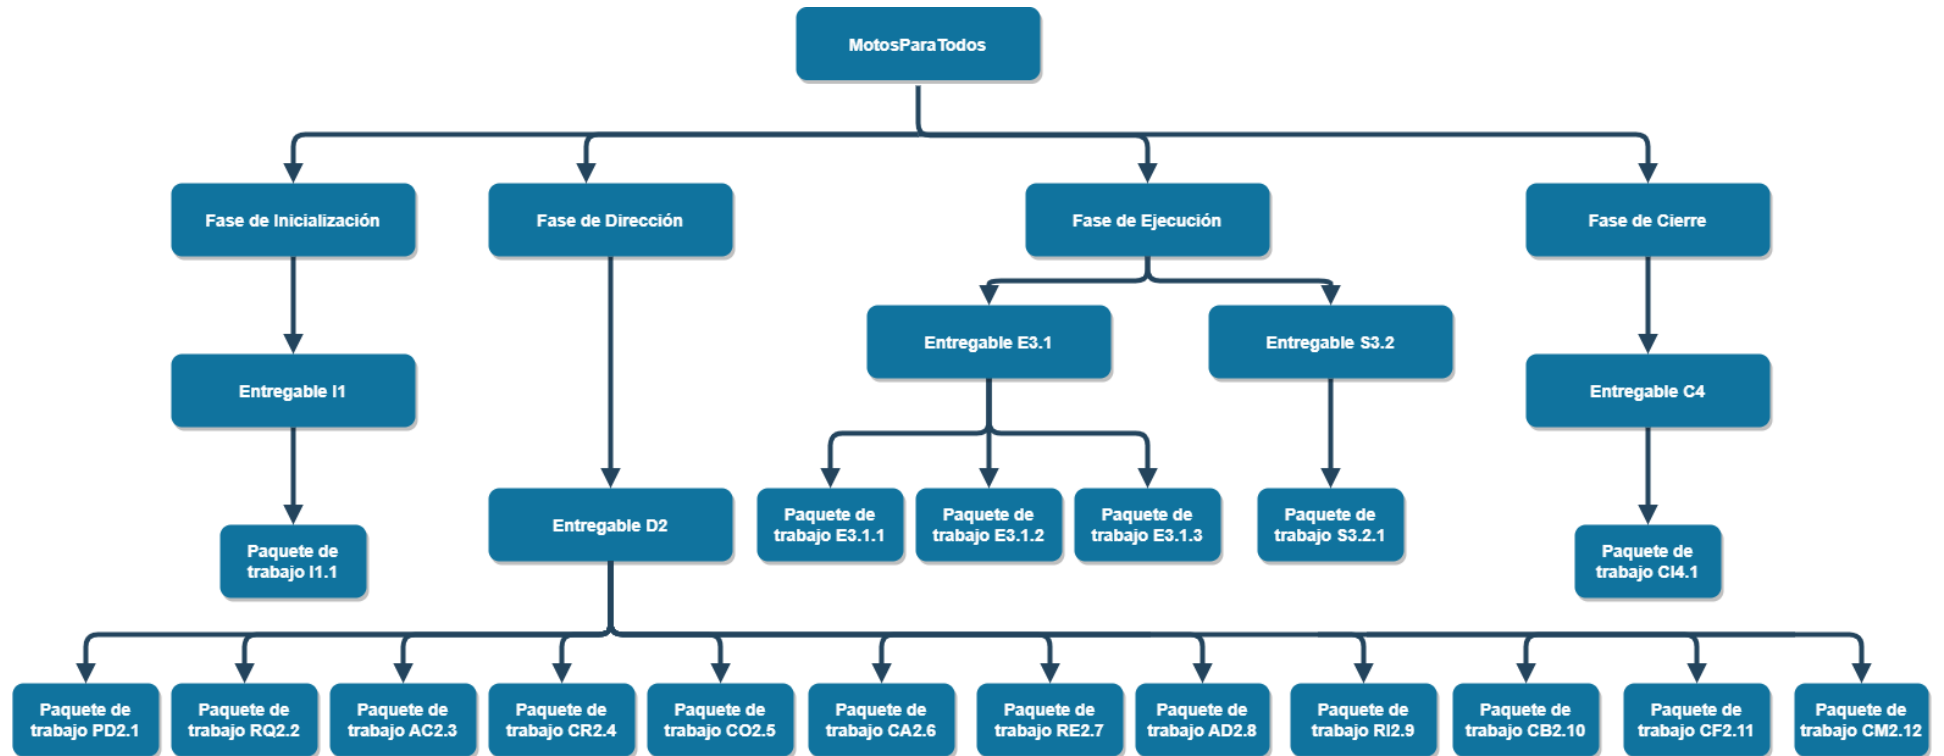 MotosParaTodos
Fase de Inicialización
Fase de Dirección
Fase de Ejecución
Fase de Cierre
Entregable E3.1
Entregable S3.2
Entregable I1
Entregable C4
Entregable D2
Paquete de
trabajo E3.1.1
Paquete de
trabajo E3.1.2
Paquete de
trabajo E3.1.3
Paquete de
trabajo S3.2.1
Paquete de
trabajo I1.1
Paquete de
trabajo CI4.1
Paquete de
trabajo PD2.1
Paquete de
trabajo RQ2.2
Paquete de
trabajo AC2.3
Paquete de
trabajo CR2.4
Paquete de
trabajo CO2.5
Paquete de
trabajo CA2.6
Paquete de
trabajo RE2.7
Paquete de
trabajo AD2.8
Paquete de
trabajo RI2.9
Paquete de
trabajo CB2.10
Paquete de
trabajo CF2.11
Paquete de
trabajo CM2.12